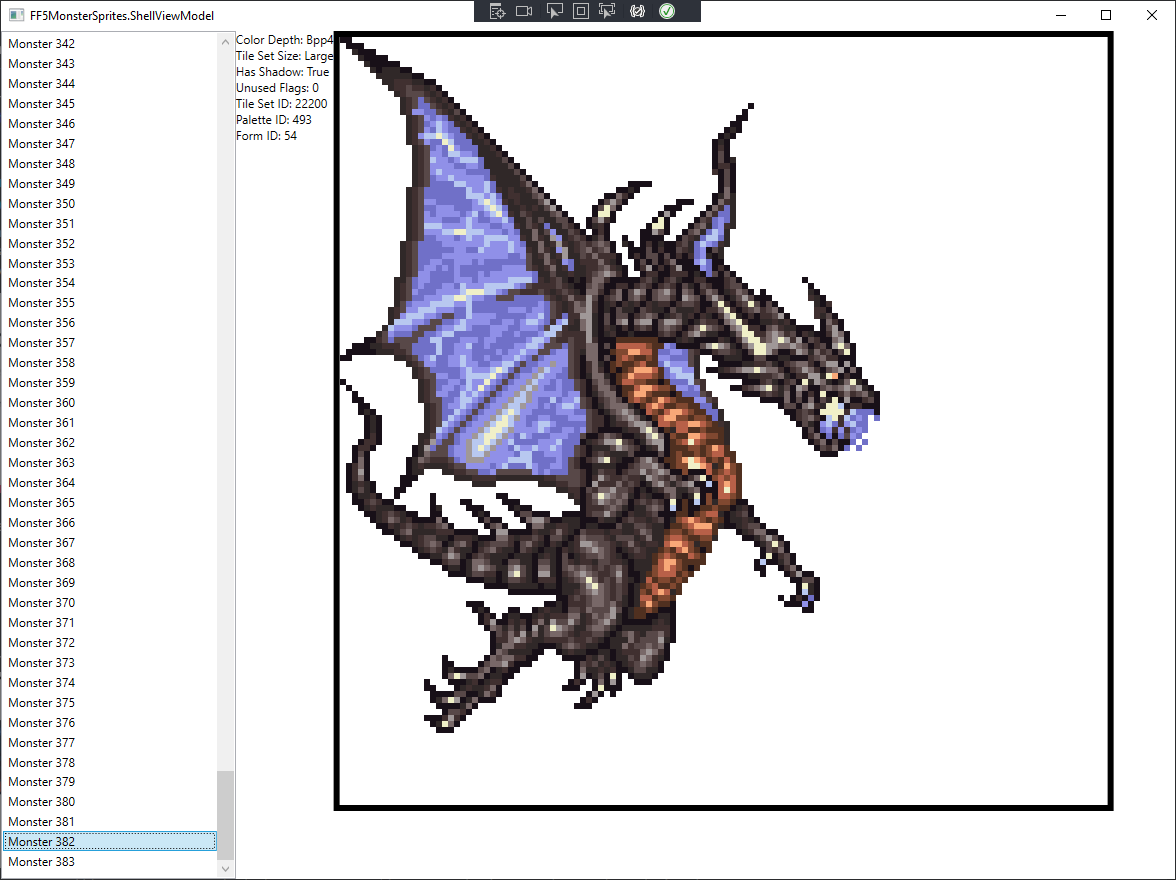 FF5MonsterSprites.ShellViewModel
Monster 342
Monster 343
Monster 344
Monster 345
Monster 346
Monster 347
Monster 348
Monster 349
Monster 350
Monster 351
Monster 352
Monster 353
Monster 354
Monster 355
Monster 356
Monster 357
Monster 358
Monster 359
Monster 360
Monster 361
Monster 362
Monster 363
Monster 364
Monster 365
Monster 366
Monster 367
Monster 368
Monster 369
Monster 370
Monster 371
Monster 372
Monster 373
Monster 374
Monster 375
Monster 376
Monster 377
Monster 378
Monster 379
Monster 380
Monster 381
Monster 382
Monster 383
Color Depth: Bpp4
Tile Set Size: Large
Has Shadow: True
Unused Flags: 0
Tile Set ID: 22200
Palette ID: 493
Form ID: 54